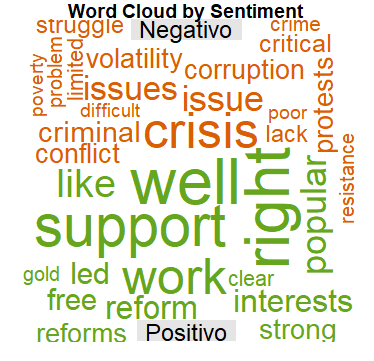 Word Cloud by Sentiment
struggle
Negativo
crime
critical
poverty
problem
limited
volatility
corruption
protests
issues
issue
difficult
poor
criminal
crisis
lack
conflict
resistance
like
well
right
popular
support
gold
led
work
clear
free
reform
interests
reforms
Positivo
strong